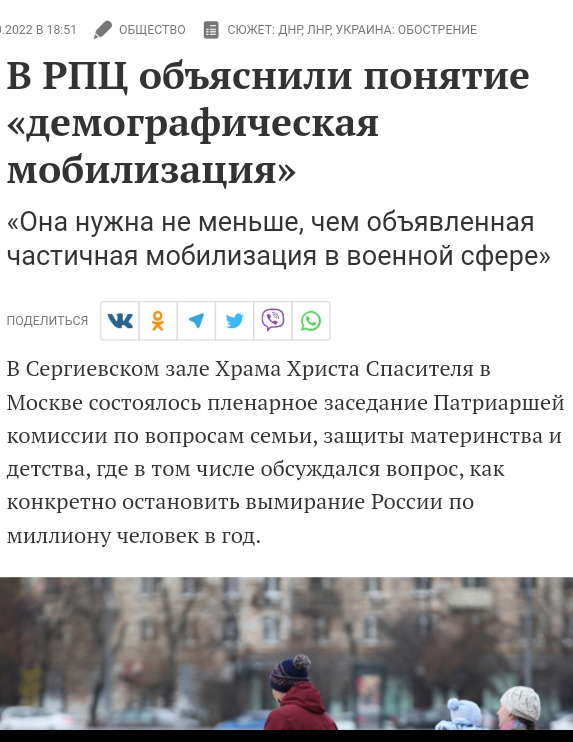 .2022 В 18:51 ОБЩЕСТВО СЮЖЕТ: ДНР, ЛНР, УКРАИНА: ОБОСТРЕНИЕ
В РПЦ объяснили понятие
«демографическая
мобилизация»
«Она нужна не меньше, чем объявленная
частичная мобилизация в военной сфере»
ПОДЕЛИТЬСЯ
В Сергиевском зале Храма Христа Спасителя в
Москве состоялось пленарное заседание Патриаршей
комиссии по вопросам семьи, защиты материнства и
детства, где в том числе обсуждался вопрос, как
конкретно остановить вымирание России по
миллиону человек в год.